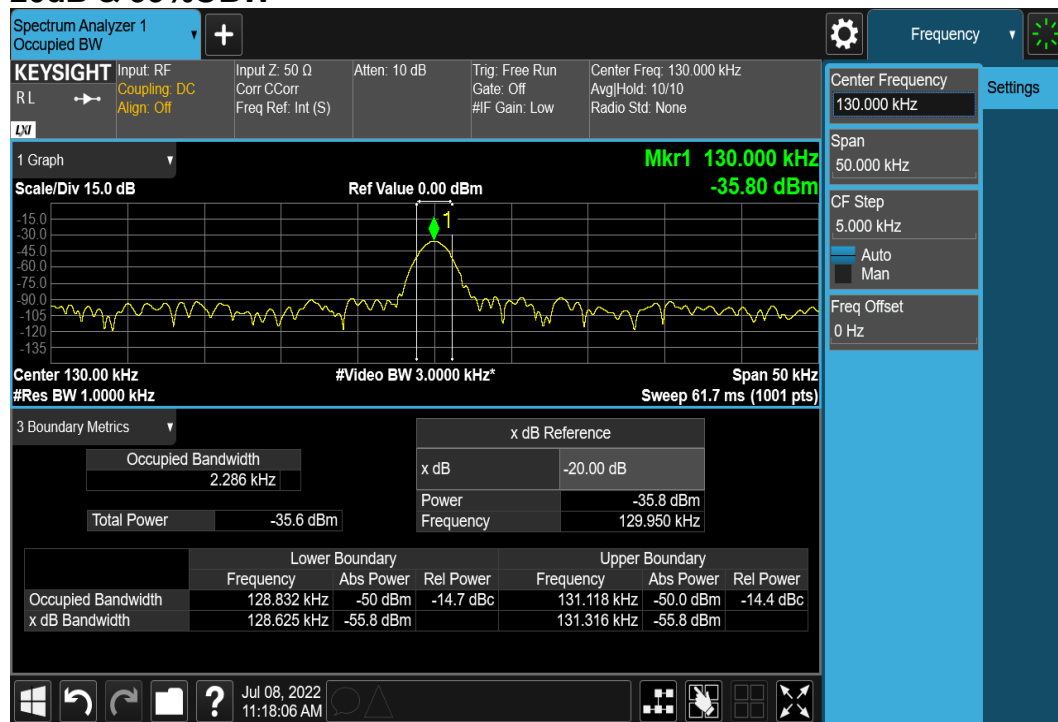 Spectrum Analyzer 1
Occupied BW
Frequency
KEYSIGHT
RL
LXI
Input: RF
Coupling: DC
Align: Off
Input Z: 50 Ω
Corr CCorr
Freq Ref: Int (S)
Atten: 10 dB
Trig: Free Run
Gate: Off
#IF Gain: Low
Center Freq: 130.000 kHz
Avg|Hold: 10/10
Radio Std: None
Center Frequency
130.000 kHz
Settings
Span
50.000 kHz
CF Step
5.000 kHz
Auto
Man
Freq Offset
0 Hz
1 Graph
Mkr1 130.000 kHz
-35.80 dBm
Scale/Div 15.0 dB
Ref Value 0.00 dBm
1
-15.0
-30.0
-45.0
-60.0
-75.0
-90.0
-105
-120
-135
Center 130.00 kHz
#Video BW 3.0000 kHz*
Span 50 kHz
#Res BW 1.0000 kHz
Sweep 61.7 ms (1001 pts)
3 Boundary Metrics
Occupied Bandwidth
2.286 kHz
Total Power -35.6 dBm
x dB Reference
x dB -20.00 dB
Power -35.8 dBm
Frequency 129.950 kHz
Lower Boundary Upper Boundary
Frequency Abs Power Rel Power Frequency Abs Power Rel Power
Occupied Bandwidth 128.832 kHz -50 dBm -14.7 dBc 131.118 kHz -50.0 dBm -14.4 dBc
x dB Bandwidth 128.625 kHz -55.8 dBm 131.316 kHz -55.8 dBm
?
Jul 08, 2022
11:18:06 AM